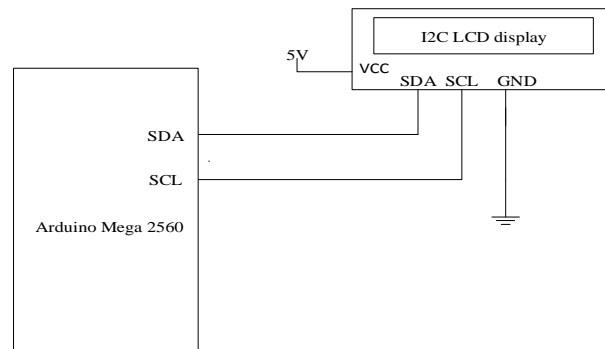 I2C LCD display
5V
VCC
SDA SCL GND
SDA
SCL
Arduino Mega 2560